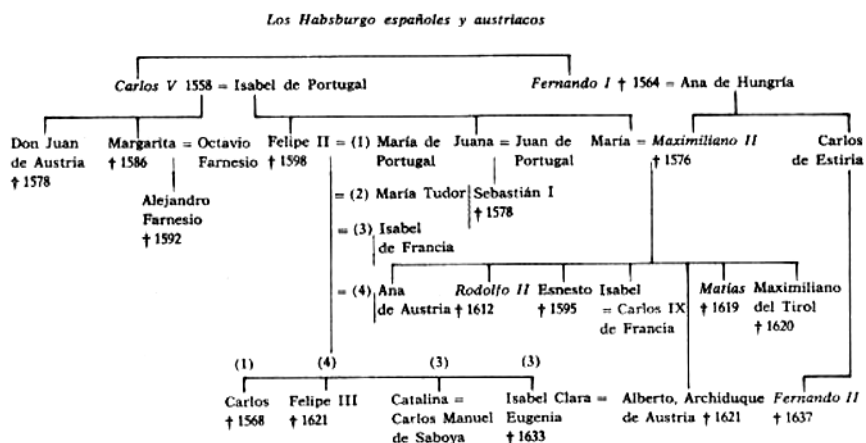 Los Habsburgo españoles y austriacos
Carlos V 1558 = Isabel de Portugal
Fernando I † 1564 = Ana de Hungría
Don Juan
de Austria
† 1578
Margarita = Octavio
† 1586 Farnesio
Felipe II = (1) María de
† 1598 Portugal
Juana = Juan de
Portugal
María = Maximiliano II
† 1576
Carlos
de Estiria
Alejandro
Farnesio
† 1592
= (2) María Tudor
Sebastián I
† 1578
= (3) Isabel
de Francia
= (4) Ana
de Austria
Rodolfo II
† 1612
Esnesto
† 1595
Isabel
= Carlos IX
de Francia
Matías
† 1619
Maximiliano
del Tirol
† 1620
(1) (4) (3) (3)
Carlos
† 1568
Felipe III
† 1621
Catalina =
Carlos Manuel
de Saboya
Isabel Clara =
Eugenia
† 1633
Alberto, Archiduque
de Austria † 1621
Fernando II
† 1637